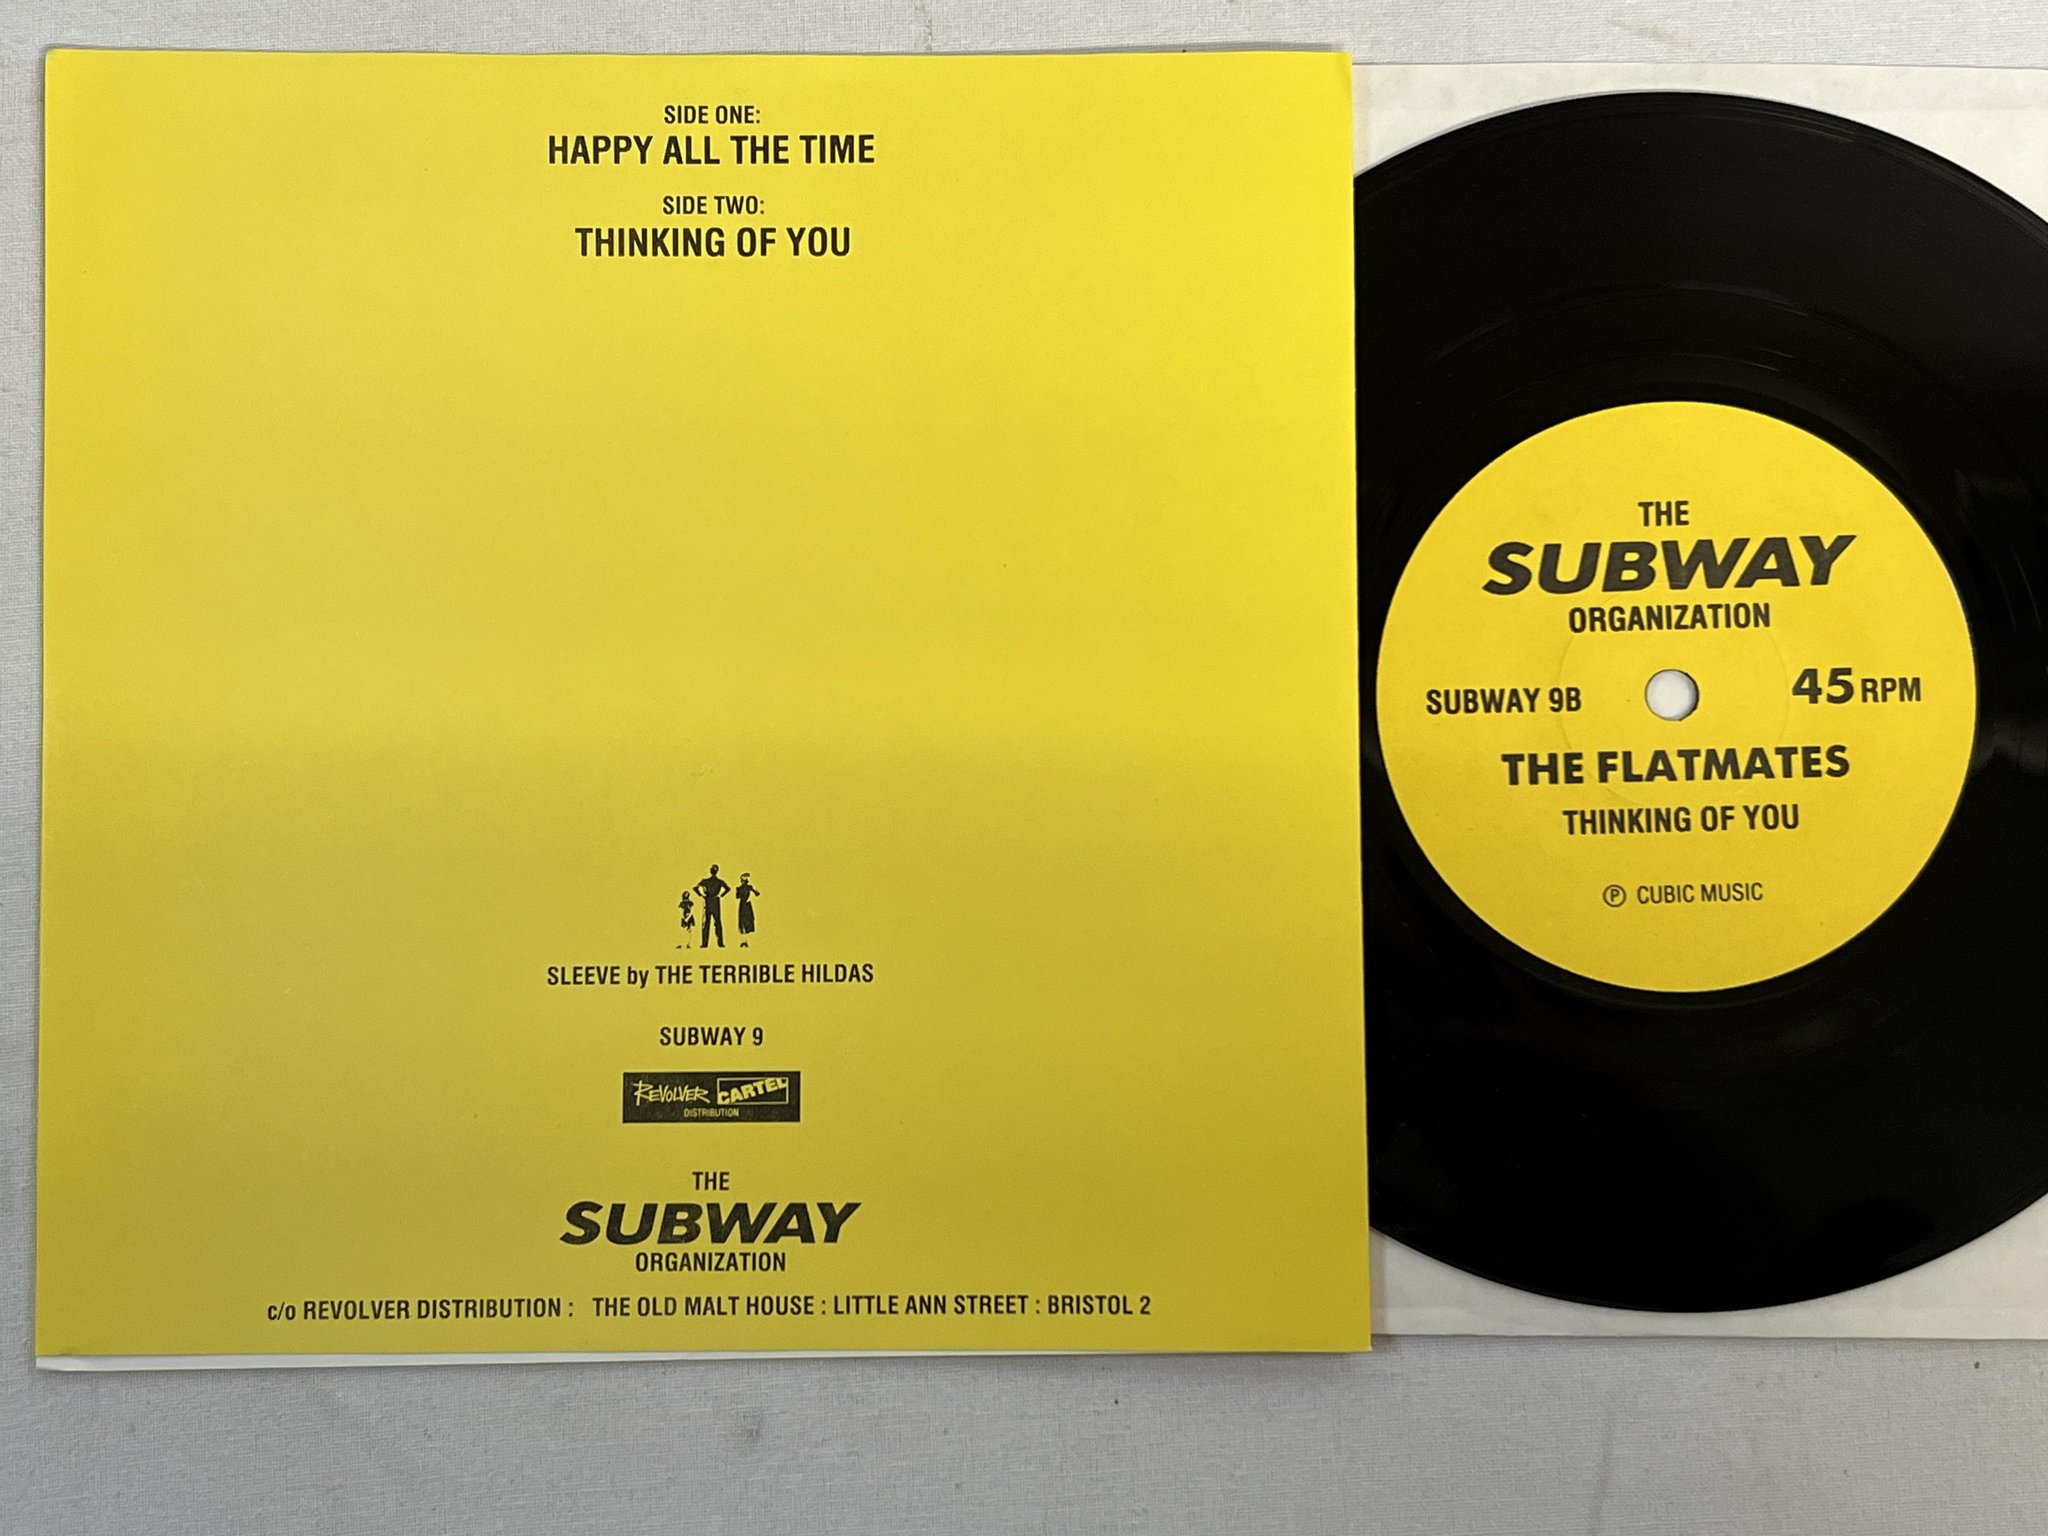 SIDE ONE:
HAPPY ALL THE TIME
SIDE TWO:
THINKING OF YOU
SLEEVE by THE TERRIBLE HILDAS
SUBWAY 9
REVOLVER CARTEL
DISTRIBUTION
THE
SUBWAY
ORGANIZATION
c/o REVOLVER DISTRIBUTION : THE OLD MALT HOUSE : LITTLE ANN STREET : BRISTOL 2
THE
SUBWAY
ORGANIZATION
SUBWAY 9B 45 RPM
THE FLATMATES
THINKING OF YOU
Ⓟ CUBIC MUSIC